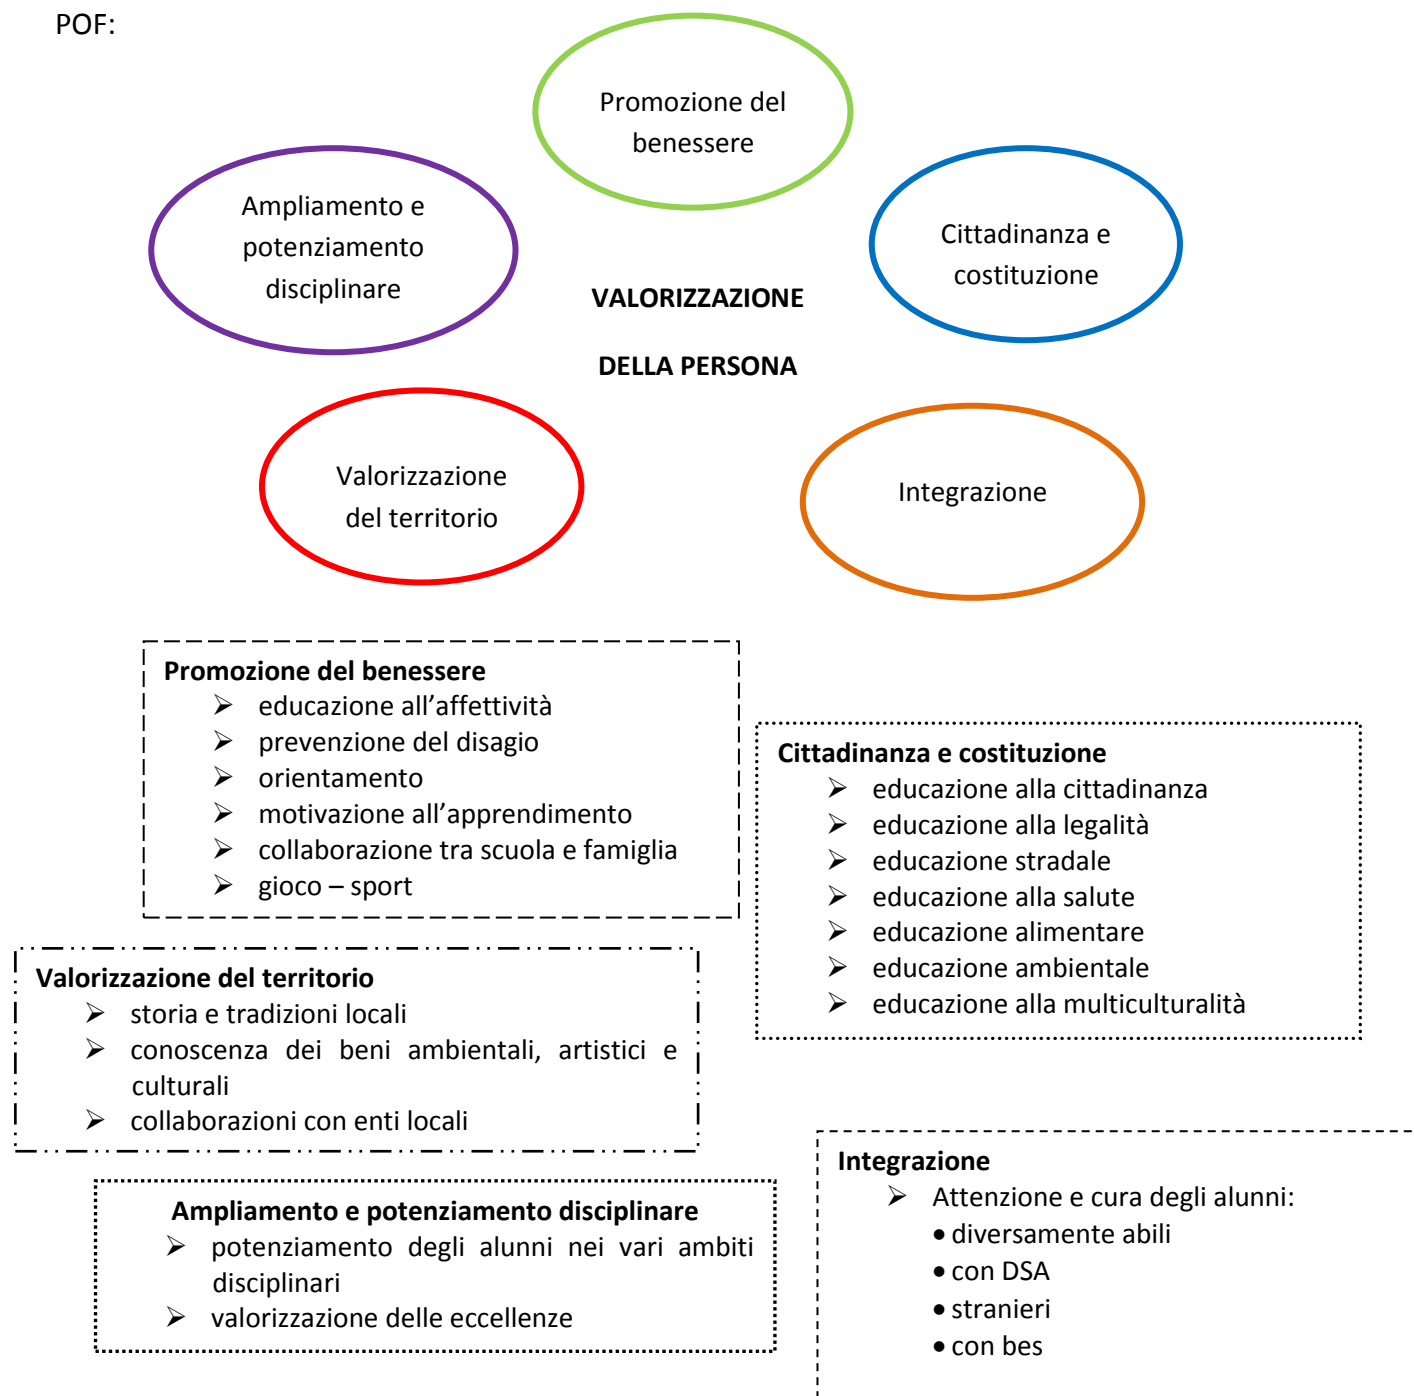 POF:
Promozione del
benessere
Ampliamento e
potenziamento
disciplinare
Cittadinanza e
costituzione
VALORIZZAZIONE
DELLA PERSONA
Valorizzazione
del territorio
Integrazione
Promozione del benessere
➢ educazione all’affettività
➢ prevenzione del disagio
➢ orientamento
➢ motivazione all’apprendimento
➢ collaborazione tra scuola e famiglia
➢ gioco – sport
Cittadinanza e costituzione
➢ educazione alla cittadinanza
➢ educazione alla legalità
➢ educazione stradale
➢ educazione alla salute
➢ educazione alimentare
➢ educazione ambientale
➢ educazione alla multiculturalità
Valorizzazione del territorio
➢ storia e tradizioni locali
➢ conoscenza dei beni ambientali, artistici e
culturali
➢ collaborazioni con enti locali
Ampliamento e potenziamento disciplinare
➢ potenziamento degli alunni nei vari ambiti
disciplinari
➢ valorizzazione delle eccellenze
Integrazione
➢ Attenzione e cura degli alunni:
• diversamente abili
• con DSA
• stranieri
• con bes